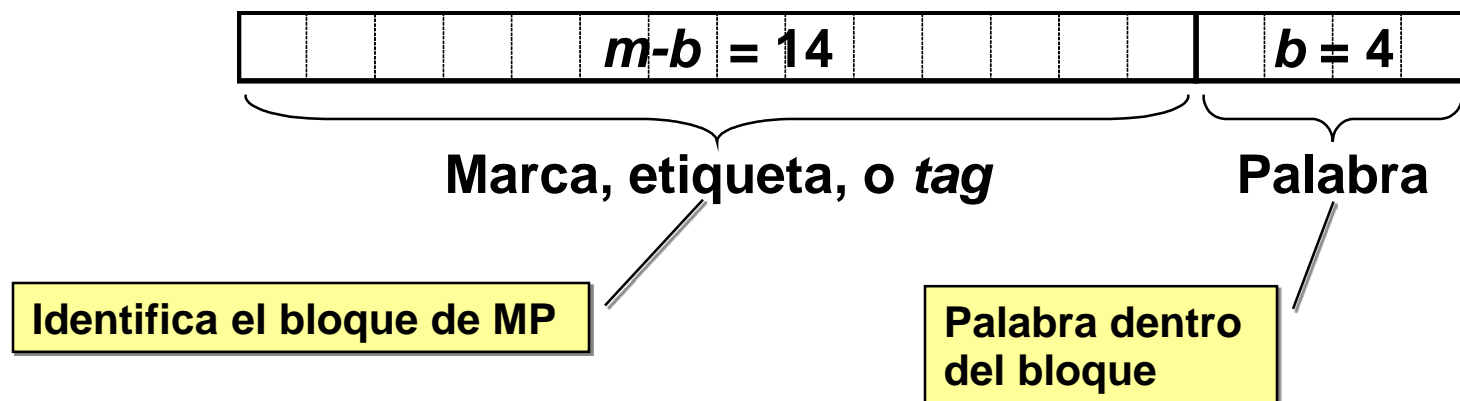 m-b = 14
b = 4
Marca, etiqueta, o tag
Palabra
Identifica el bloque de MP
Palabra dentro
del bloque